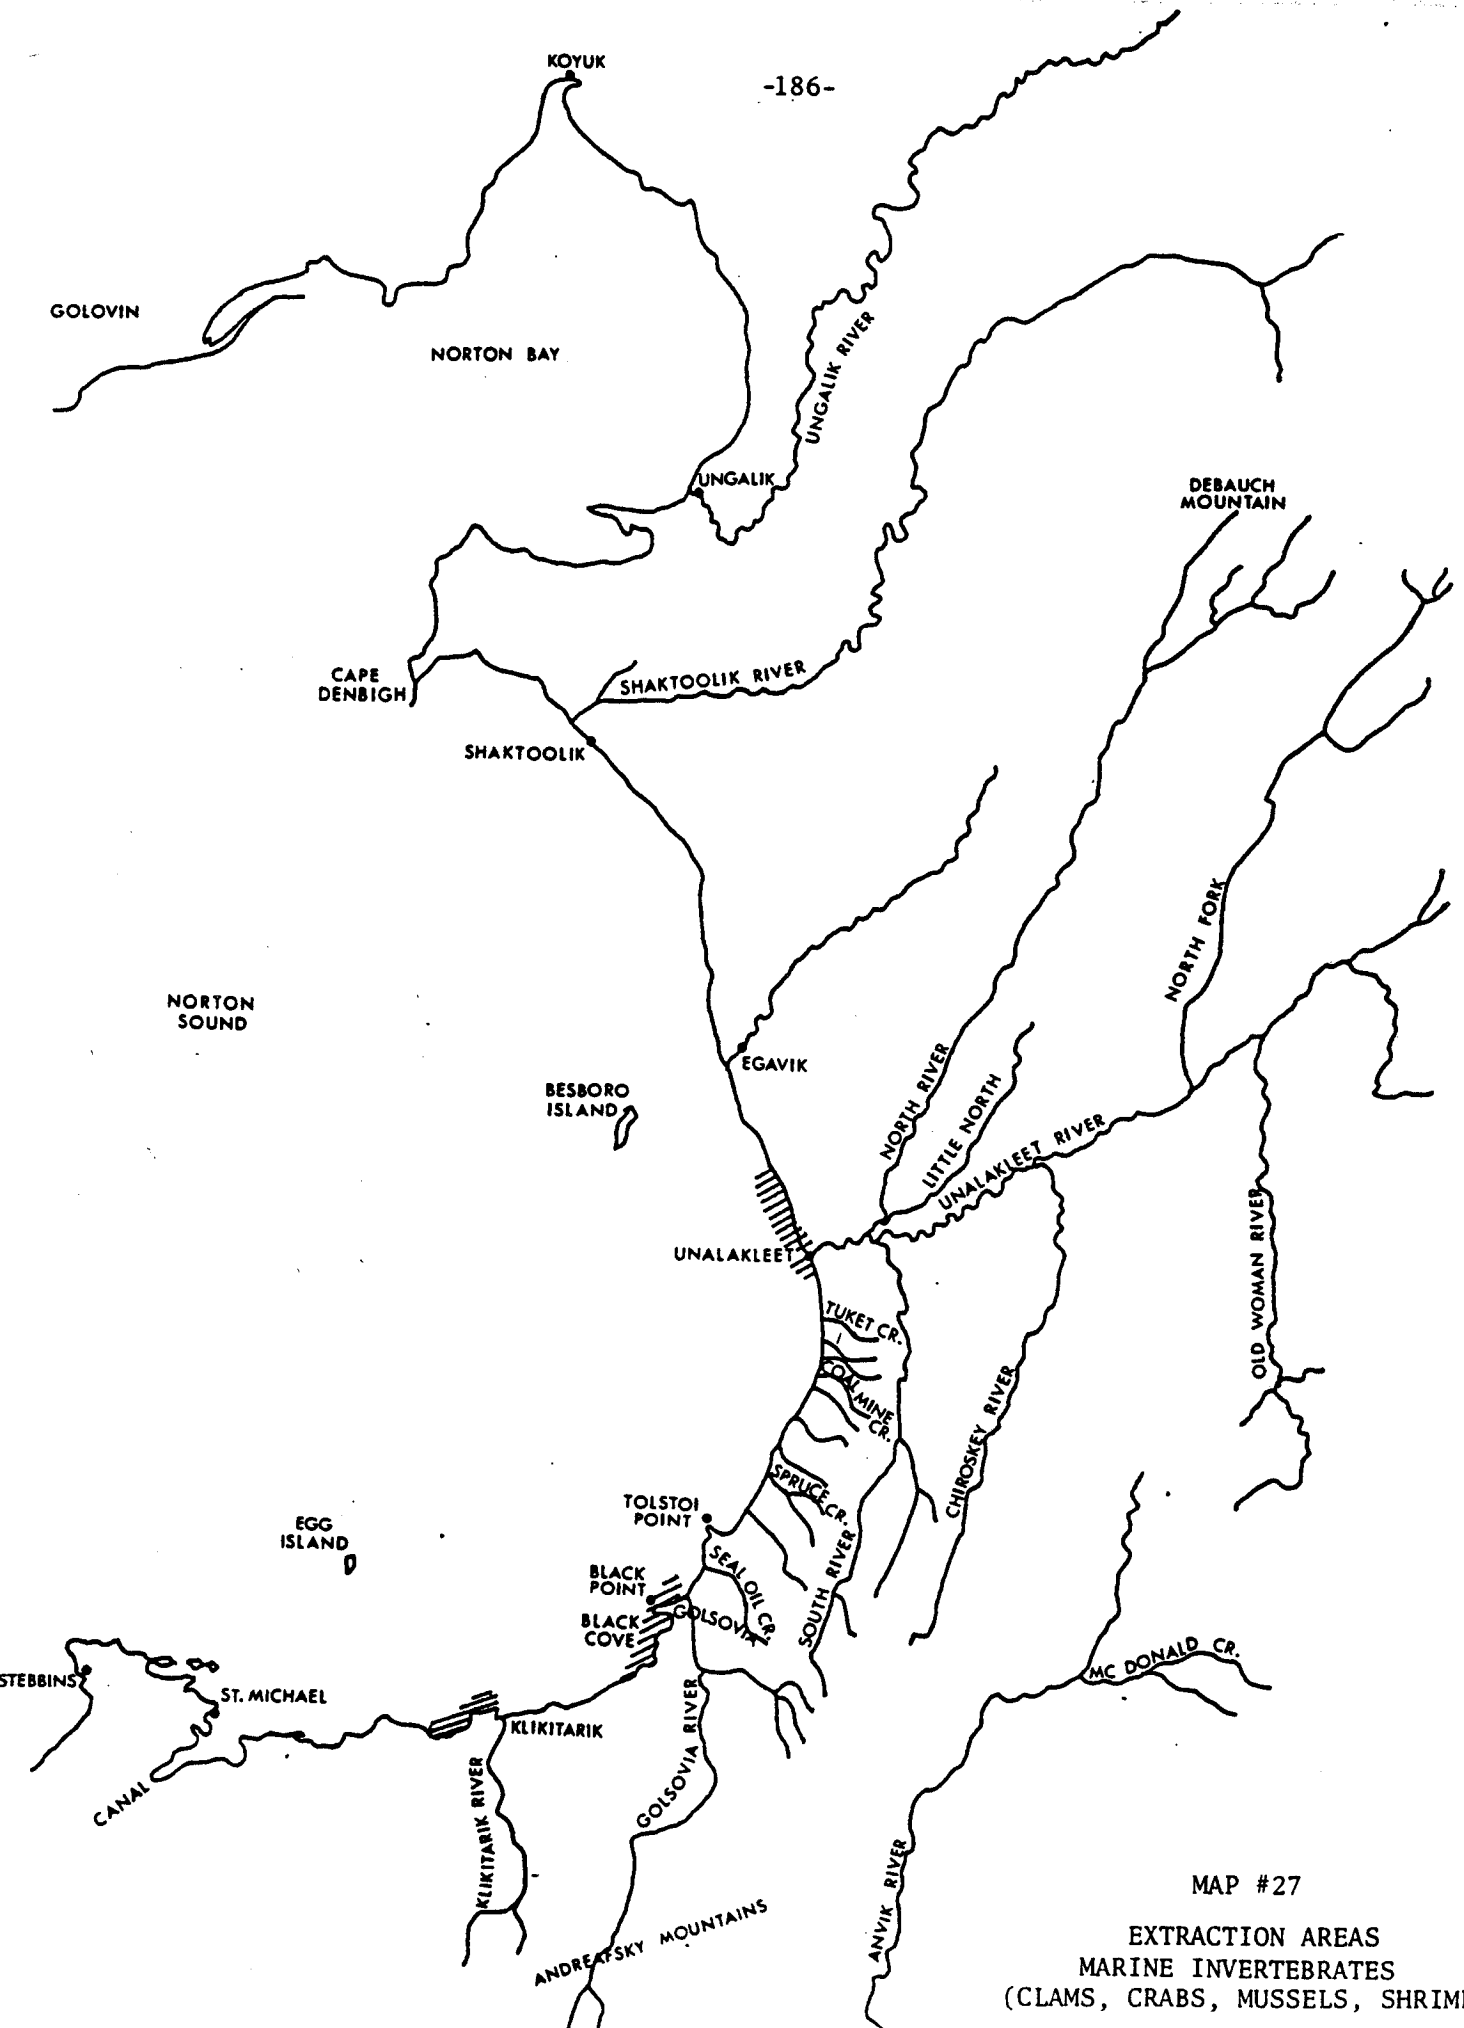 KOYUK
-186-
GOLOVIN
NORTON BAY
UNGALIK RIVER
UNGALIK
DEBAUCH
MOUNTAIN
CAPE
DENBIGH
SHAKTOOLIK RIVER
SHAKTOOLIK
NORTH FORK
NORTON
SOUND
EGAVIK
BESBORO
ISLAND
NORTH RIVER
LITTLE NORTH
UNALAKLEET RIVER
OLD WOMAN RIVER
UNALAKLEET
TUKET CR.
COAL MINE
CR.
CHIROSKEY RIVER
SPRUCE CR.
TOLSTOI
POINT
EGG
ISLAND
SEAL OIL CR.
SOUTH RIVER
BLACK
POINT
GOLSOVIA
BLACK
COVE
MC DONALD CR.
STEBBINS
ST. MICHAEL
KLIKITARIK
GOLSOVIA RIVER
CANAL
KLIKITARIK RIVER
ANVIK RIVER
ANDREAFSKY MOUNTAINS
MAP #27
EXTRACTION AREAS
MARINE INVERTEBRATES
(CLAMS, CRABS, MUSSELS, SHRIM